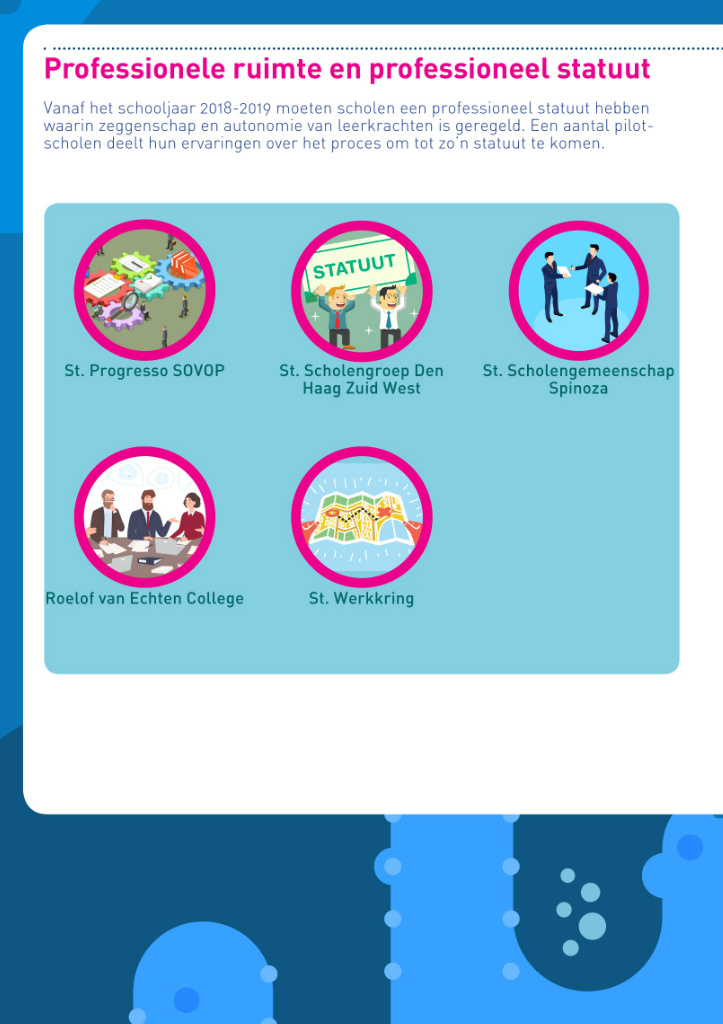 Professionele ruimte en professioneel statuut
Vanaf het schooljaar 2018-2019 moeten scholen een professioneel statuut hebben
waarin zeggenschap en autonomie van leerkrachten is geregeld. Een aantal pilot-
scholen deelt hun ervaringen over het proces om tot zo'n statuut te komen.
STATUUT
St. Progresso SOVOP
St. Scholengroep Den
Haag Zuid West
St. Scholengemeenschap
Spinoza
Roelof van Echten College
St. Werkkring